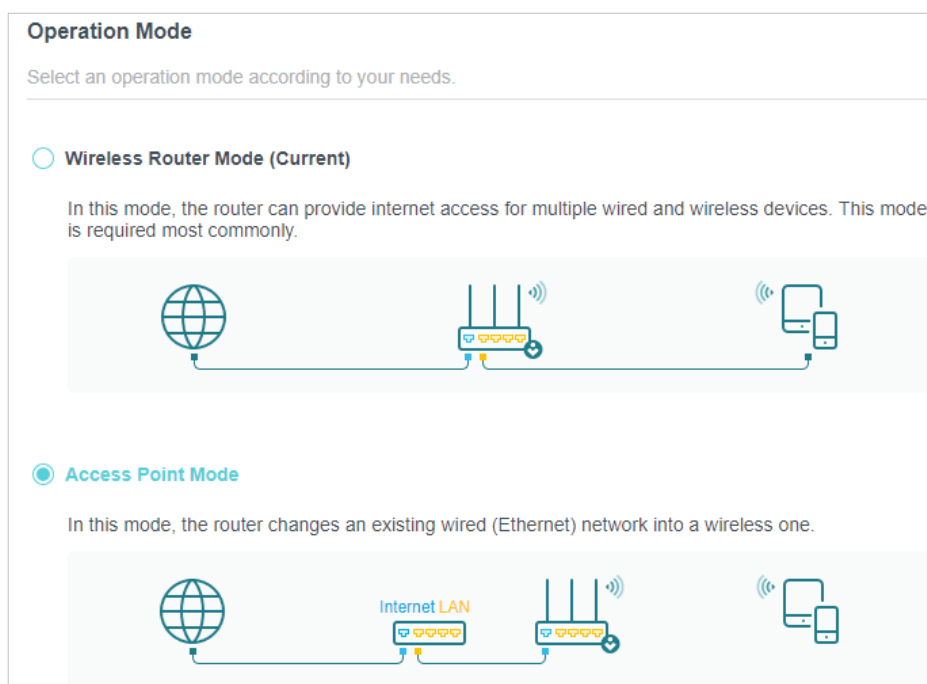 Operation Mode
Select an operation mode according to your needs.
Wireless Router Mode (Current)
In this mode, the router can provide internet access for multiple wired and wireless devices. This mode
is required most commonly.
Access Point Mode
In this mode, the router changes an existing wired (Ethernet) network into a wireless one.
Internet LAN